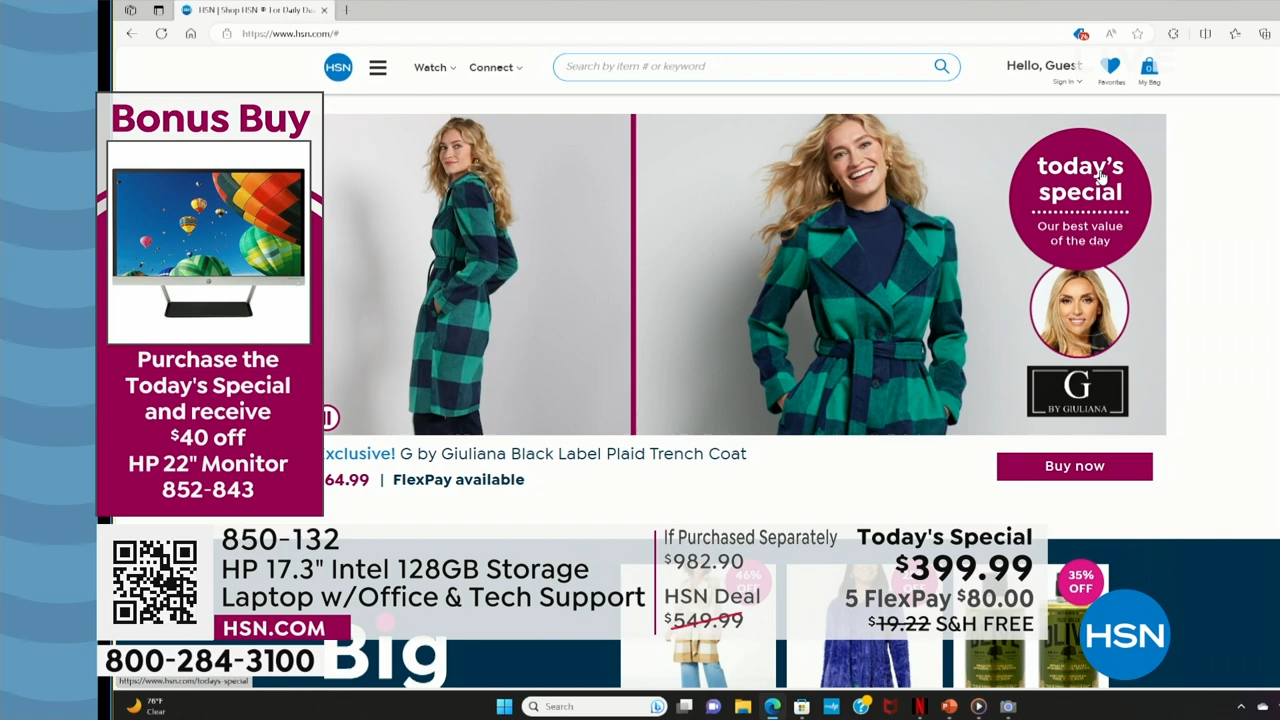 HSN | Shop HSN ® For Daily De
https://www.hsn.com/#
HSN
Watch
Connect
Search by item # or keyword
Hello, Guest
Sign In
Favorites
0
My Bag
Bonus Buy
Purchase the
Today's Special
and receive
$40 off
HP 22" Monitor
852-843
today's
special
Our best value
of the day
G
BY GIULIANA
xclusive! G by Giuliana Black Label Plaid Trench Coat
64.99 | FlexPay available
Buy now
850-132
HP 17.3" Intel 128GB Storage
Laptop w/Office & Tech Support
HSN.COM
800-284-3100
If Purchased Separately
$982.90
HSN Deal
$549.99
Today's Special
$399.99
5 FlexPay $80.00
$19.22 S&H FREE
46%
OFF
35%
OFF
HSN
Big
https://www.hsn.com/todays-special
76°F
Clear
Search